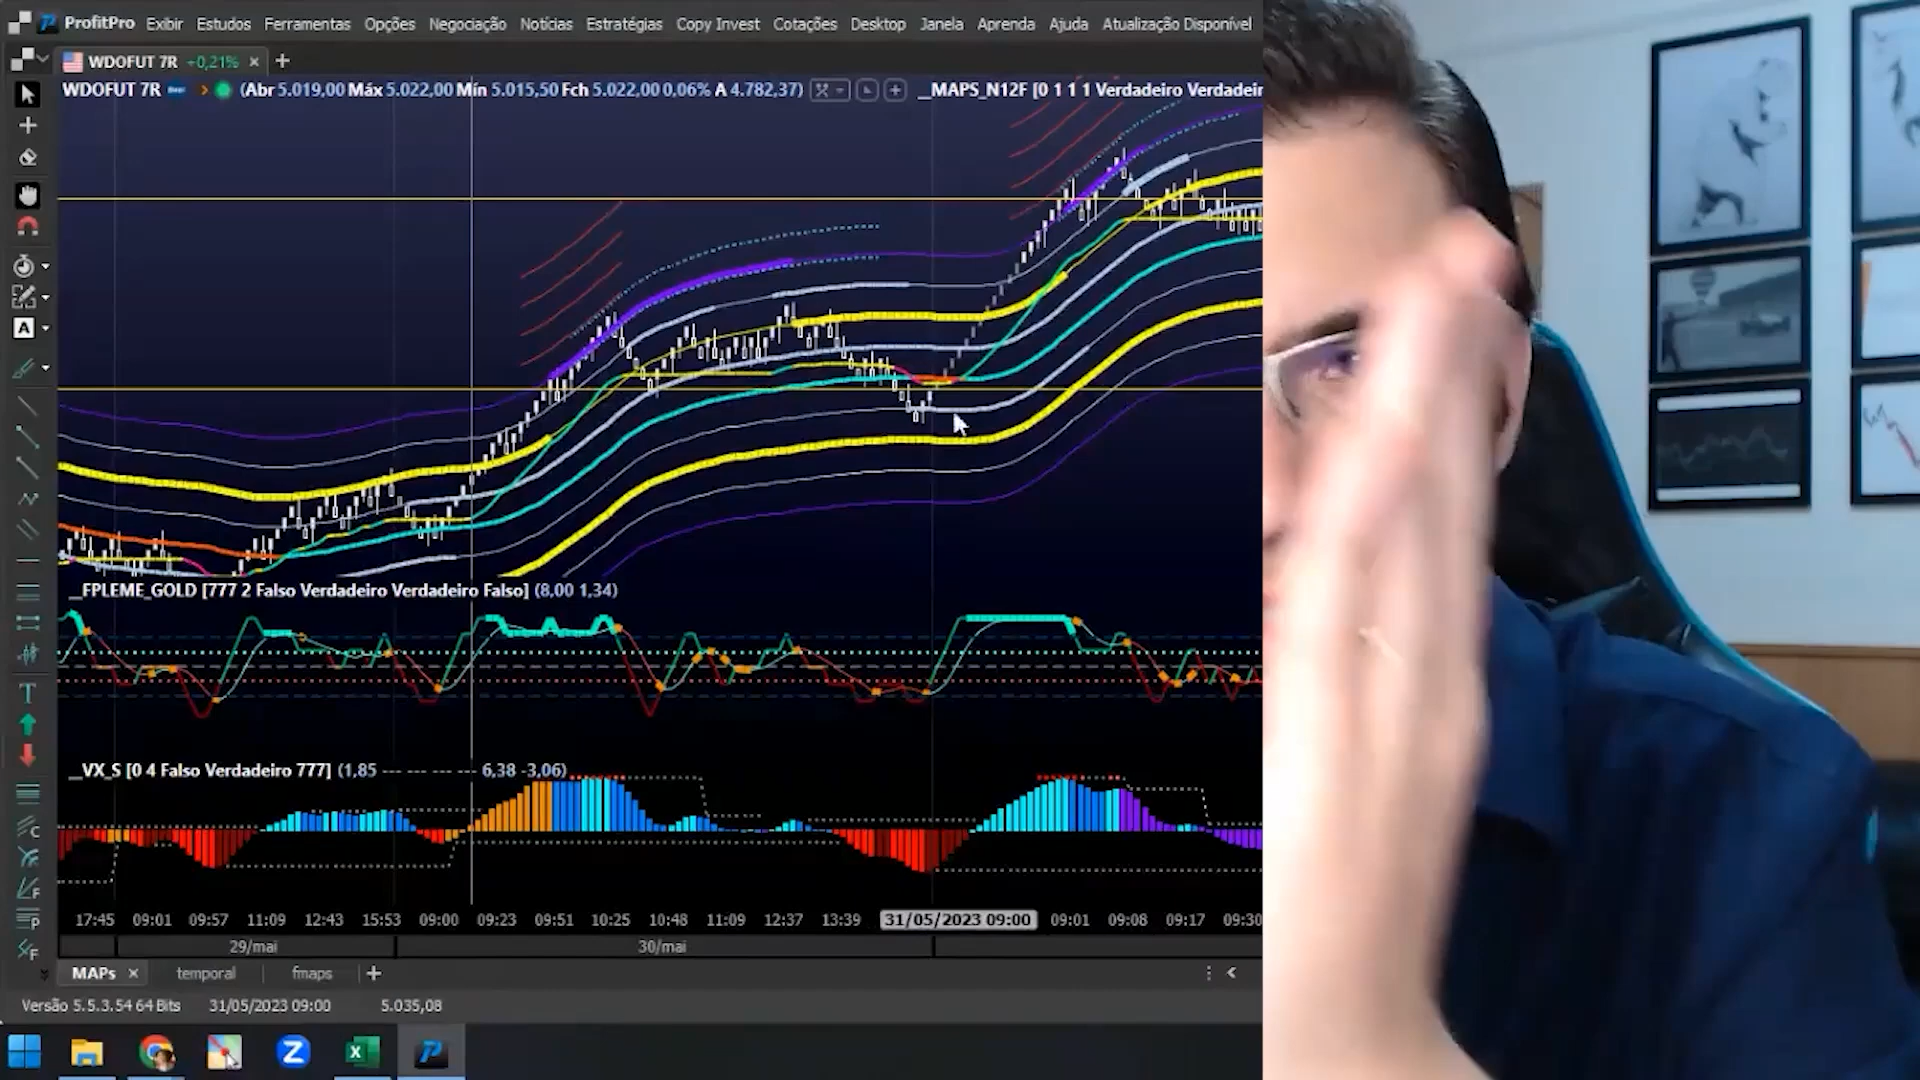 ProfitPro Exibir Estudos Ferramentas Opções Negociação Notícias Estratégias Copy Invest Cotações Desktop Janela Aprenda Ajuda Atualização Disponível
WDOFUT 7R +0,21%
WDOFUT 7R (Abr 5.019,00 Máx 5.022,00 Mín 5.015,50 Fch 5.022,00 0,06% A 4.782,37) __MAPS_N12F [0 1 1 1 Verdadeiro Verdadeir
A
__FPLEME_GOLD [777 2 Falso Verdadeiro Verdadeiro Falso] (8,00 1,34)
T
__VX_S [0 4 Falso Verdadeiro 777] (1,85 --- --- --- --- --- 6,38 -3,06)
C
F
P
F
17:45 09:01 09:57 11:09 12:43 15:53 09:00 09:23 09:51 10:25 10:48 11:09 12:37 13:39 31/05/2023 09:00 09:01 09:08 09:17 09:30
29/mai 30/mai
MAPs temporal fmaps
Versão 5.5.3.54 64 Bits 31/05/2023 09:00 5.035,08